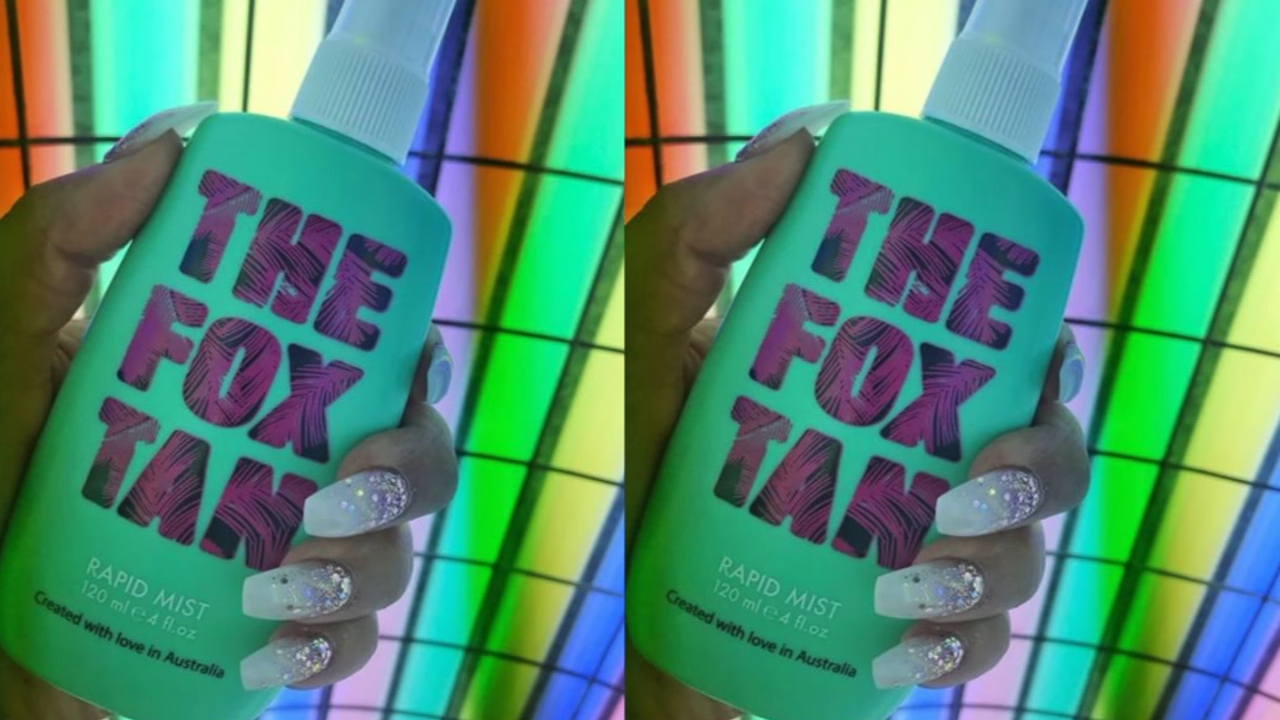 THE
FOX
TAN
RAPID MIST
120 ml e 4 fl.oz
Created with love in Australia
THE
FOX
TAN
RAPID MIST
120 ml e 4 fl.oz
Created with love in Australia